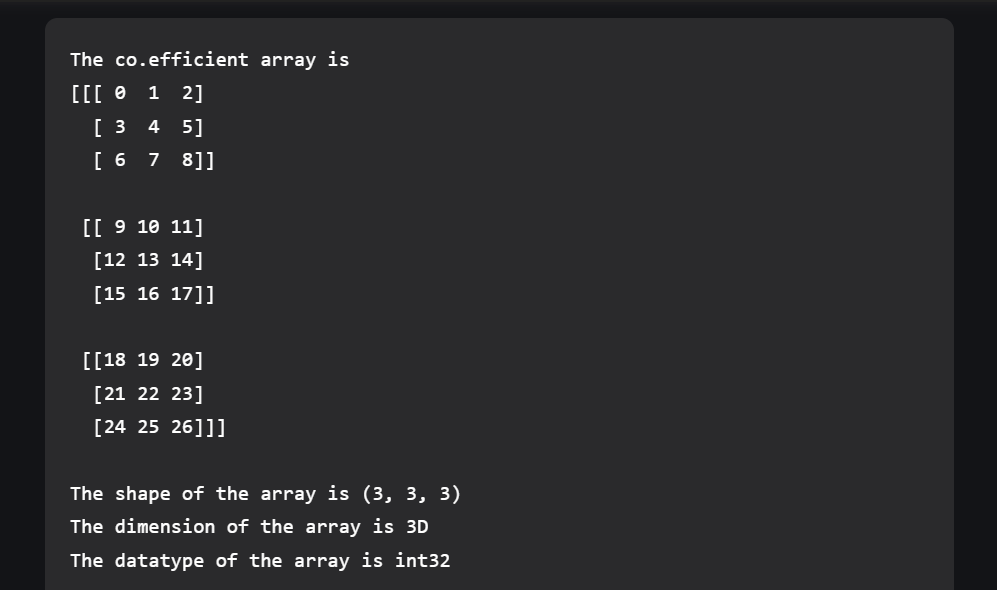 The co.efficient array is
[[[ 0  1  2]
  [ 3  4  5]
  [ 6  7  8]]
 [[ 9 10 11]
  [12 13 14]
  [15 16 17]]
 [[18 19 20]
  [21 22 23]
  [24 25 26]]]
The shape of the array is (3, 3, 3)
The dimension of the array is 3D
The datatype of the array is int32